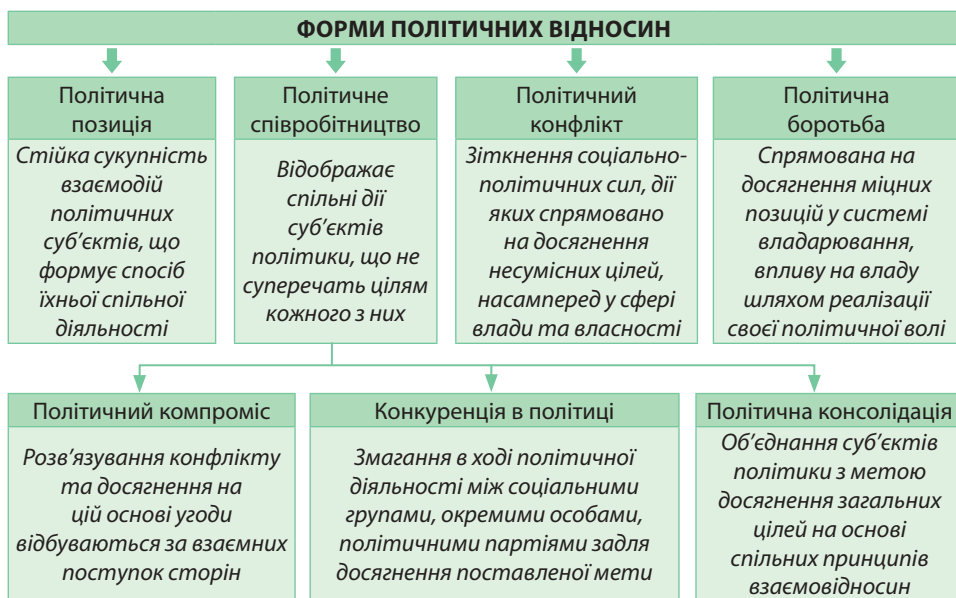 ФОРМИ ПОЛІТИЧНИХ ВІДНОСИН
Політична
позиція
Стійка сукупність
взаємодій
політичних
суб’єктів, що
формує спосіб
їхньої спільної
діяльності
Політичне
співробітництво
Відображає
спільні дії
суб’єктів
політики, що не
суперечать цілям
кожного з них
Політичний
конфлікт
Зіткнення соціально-
політичних сил, дії
яких спрямовано
на досягнення
несумісних цілей,
насамперед у сфері
влади та власності
Політична
боротьба
Спрямована на
досягнення міцних
позицій у системі
владарювання,
впливу на владу
шляхом реалізації
своєї політичної волі
Політичний компроміс
Розв’язування конфлікту
та досягнення на
цій основі угоди
відбуваються за взаємних
поступок сторін
Конкуренція в політиці
Змагання в ході політичної
діяльності між соціальними
групами, окремими особами,
політичними партіями задля
досягнення поставленої мети
Політична консолідація
Об’єднання суб’єктів
політики з метою
досягнення загальних
цілей на основі
спільних принципів
взаємовідносин